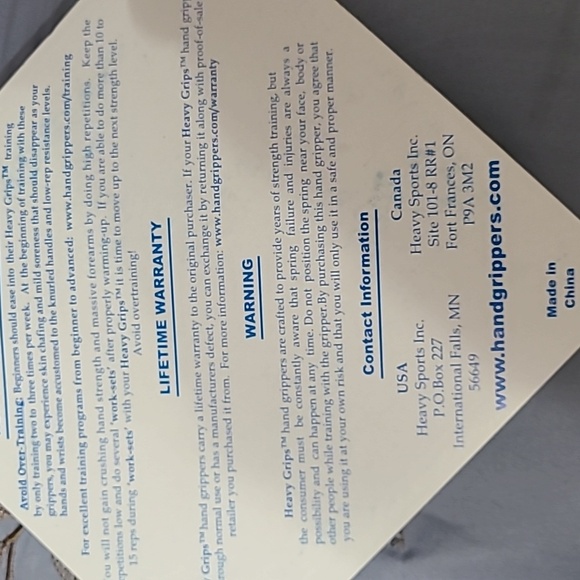 Avoid Over-Training: Beginners should ease into their Heavy Grips™ training
by only training two to three times per week. At the beginning of training with these
grippers, you may experience skin chafing and mild soreness that should disappear as your
hands and wrists become accustomed to the knurled handles and low-rep resistance levels.
For excellent training programs from beginner to advanced: www.handgrippers.com/training
ou will not gain crushing hand strength and massive forearms by doing high repetitions. Keep the
petitions low and do several 'work-sets' after properly warming-up. If you are able to do more than 10 to
15 reps during 'work-sets' with your Heavy Grips™ it is time to move up to the next strength level.
Avoid overtraining!
LIFETIME WARRANTY
Grips™ hand grippers carry a lifetime warranty to the original purchaser. If your Heavy Grips™ hand gripp
rough normal use or has a manufacturers defect, you can exchange it by returning it along with proof-of-sale
retailer you purchased it from. For more information: www.handgrippers.com/warranty
WARNING
Heavy Grips™ hand grippers are crafted to provide years of strength training, but
the consumer must be constantly aware that spring failure and injuries are always a
possibility and can happen at any time. Do not position the spring near your face, body or
other people while training with the gripper. By purchasing this hand gripper, you agree that
you are using it at your own risk and that you will only use it in a safe and proper manner.
Contact Information
USA
Heavy Sports Inc.
P.O.Box 227
International Falls, MN
56649
Canada
Heavy Sports Inc.
Site 101-8 RR#1
Fort Frances, ON
P9A 3M2
www.handgrippers.com
Made in
China